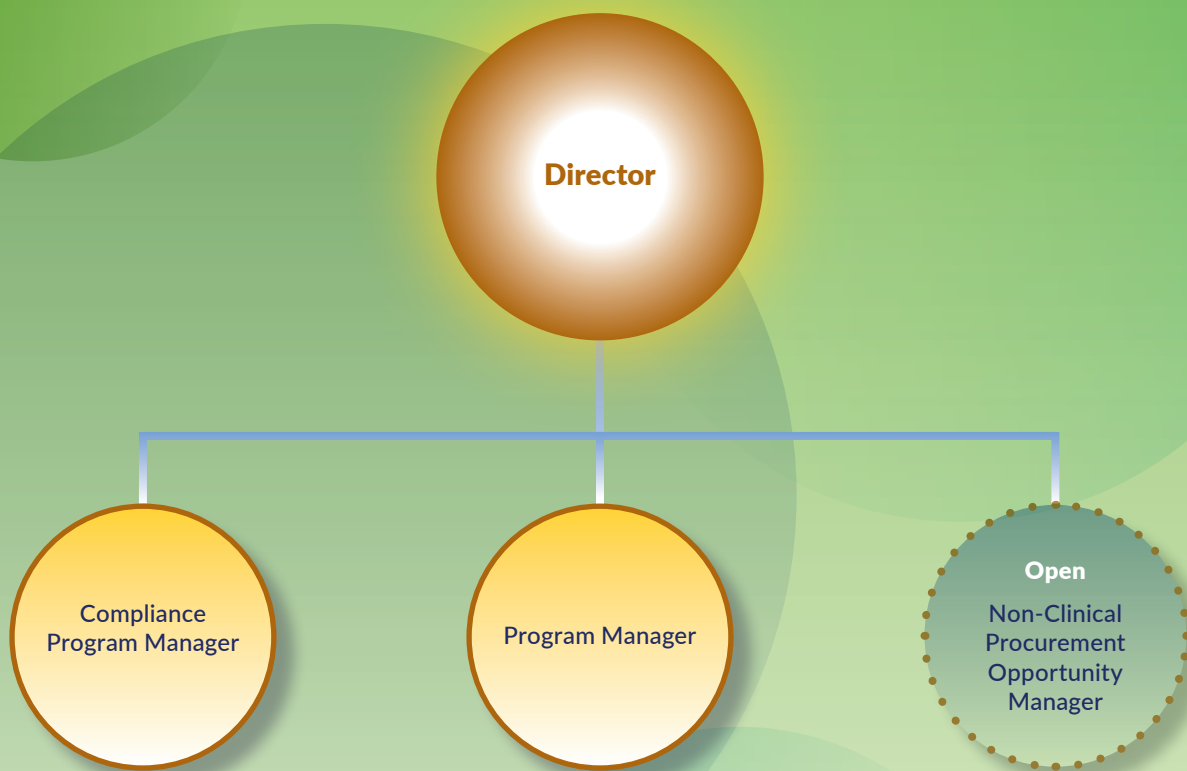 Director
Compliance
Program Manager
Program Manager
Open
Non-Clinical
Procurement
Opportunity
Manager